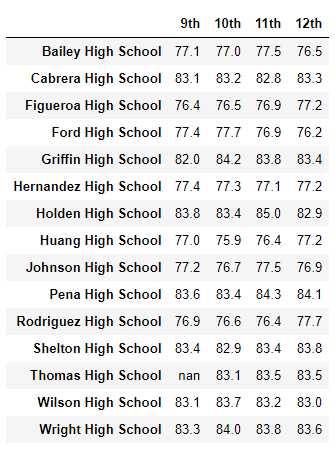 9th 10th 11th 12th
Bailey High School 77.1 77.0 77.5 76.5
Cabrera High School 83.1 83.2 82.8 83.3
Figueroa High School 76.4 76.5 76.9 77.2
Ford High School 77.4 77.7 76.9 76.2
Griffin High School 82.0 84.2 83.8 83.4
Hernandez High School 77.4 77.3 77.1 77.2
Holden High School 83.8 83.4 85.0 82.9
Huang High School 77.0 75.9 76.4 77.2
Johnson High School 77.2 76.7 77.5 76.9
Pena High School 83.6 83.4 84.3 84.1
Rodriguez High School 76.9 76.6 76.4 77.7
Shelton High School 83.4 82.9 83.4 83.8
Thomas High School nan 83.1 83.5 83.5
Wilson High School 83.1 83.7 83.2 83.0
Wright High School 83.3 84.0 83.8 83.6